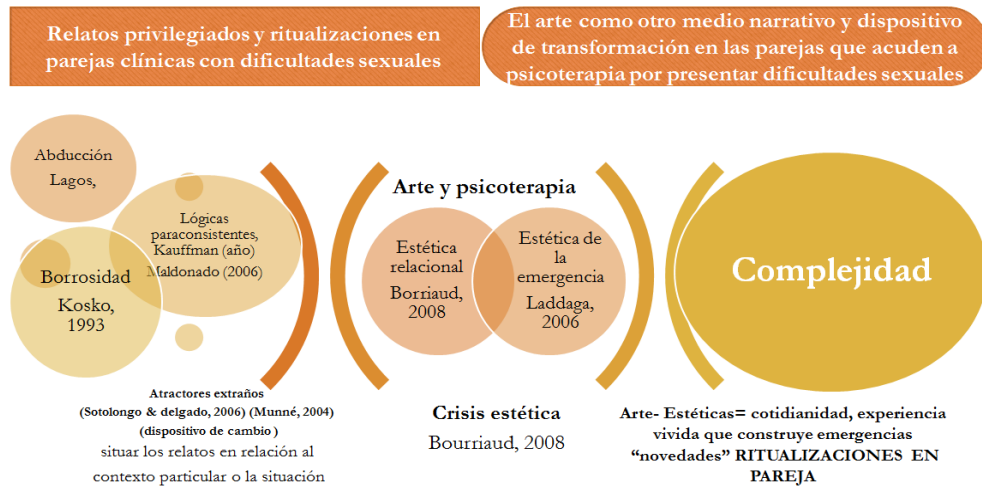 Relatos privilegiados y ritualizaciones en
parejas clínicas con dificultades sexuales
El arte como otro medio narrativo y dispositivo
de transformación en las parejas que acuden a
psicoterapia por presentar dificultades sexuales
Abducción
Lagos,
Lógicas
paraconsistentes,
Kauffman (año)
Maldonado (2006)
Borrosidad
Kosko,
1993
Atractores extraños
(Sotolongo & delgado, 2006) (Munné, 2004)
(dispositivo de cambio )
situar los relatos en relación al
contexto particular o la situación
Arte y psicoterapia
Estética
relacional
Borriaud,
2008
Estética de
la
emergencia
Laddaga,
2006
Crisis estética
Bourriaud, 2008
Complejidad
Arte- Estéticas= cotidianidad, experiencia
vivida que construye emergencias
“novedades” RITUALIZACIONES EN
PAREJA